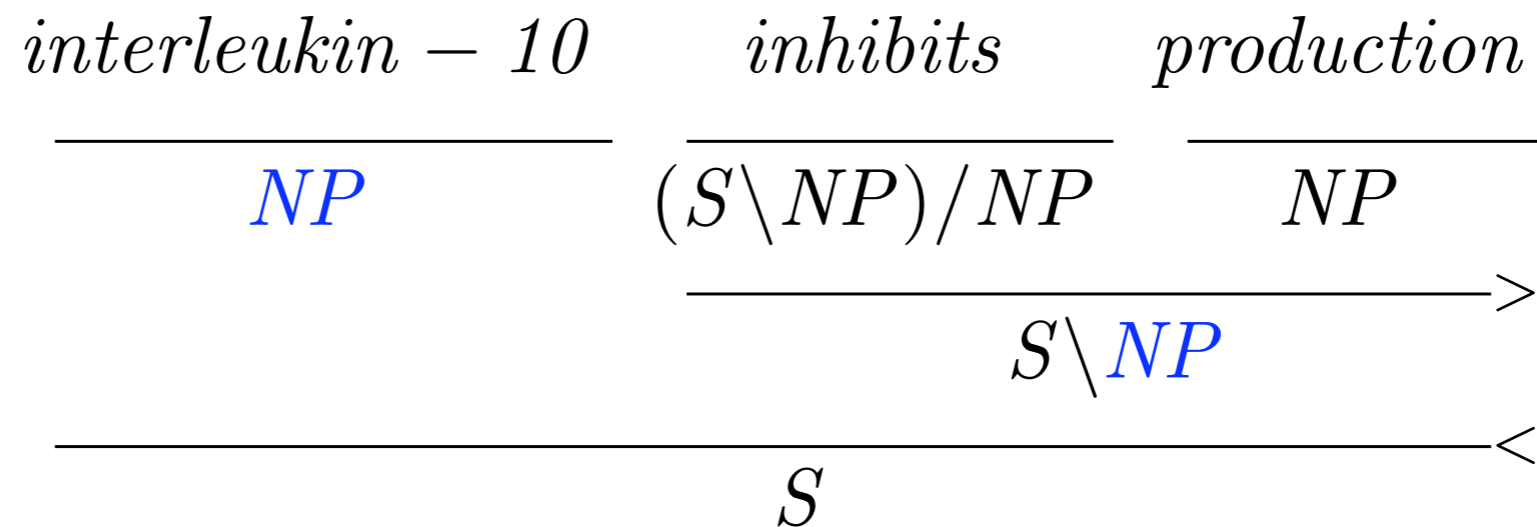 interleukin – 10 inhibits production
NP (S\NP)/NP NP
>
S\NP
<
S